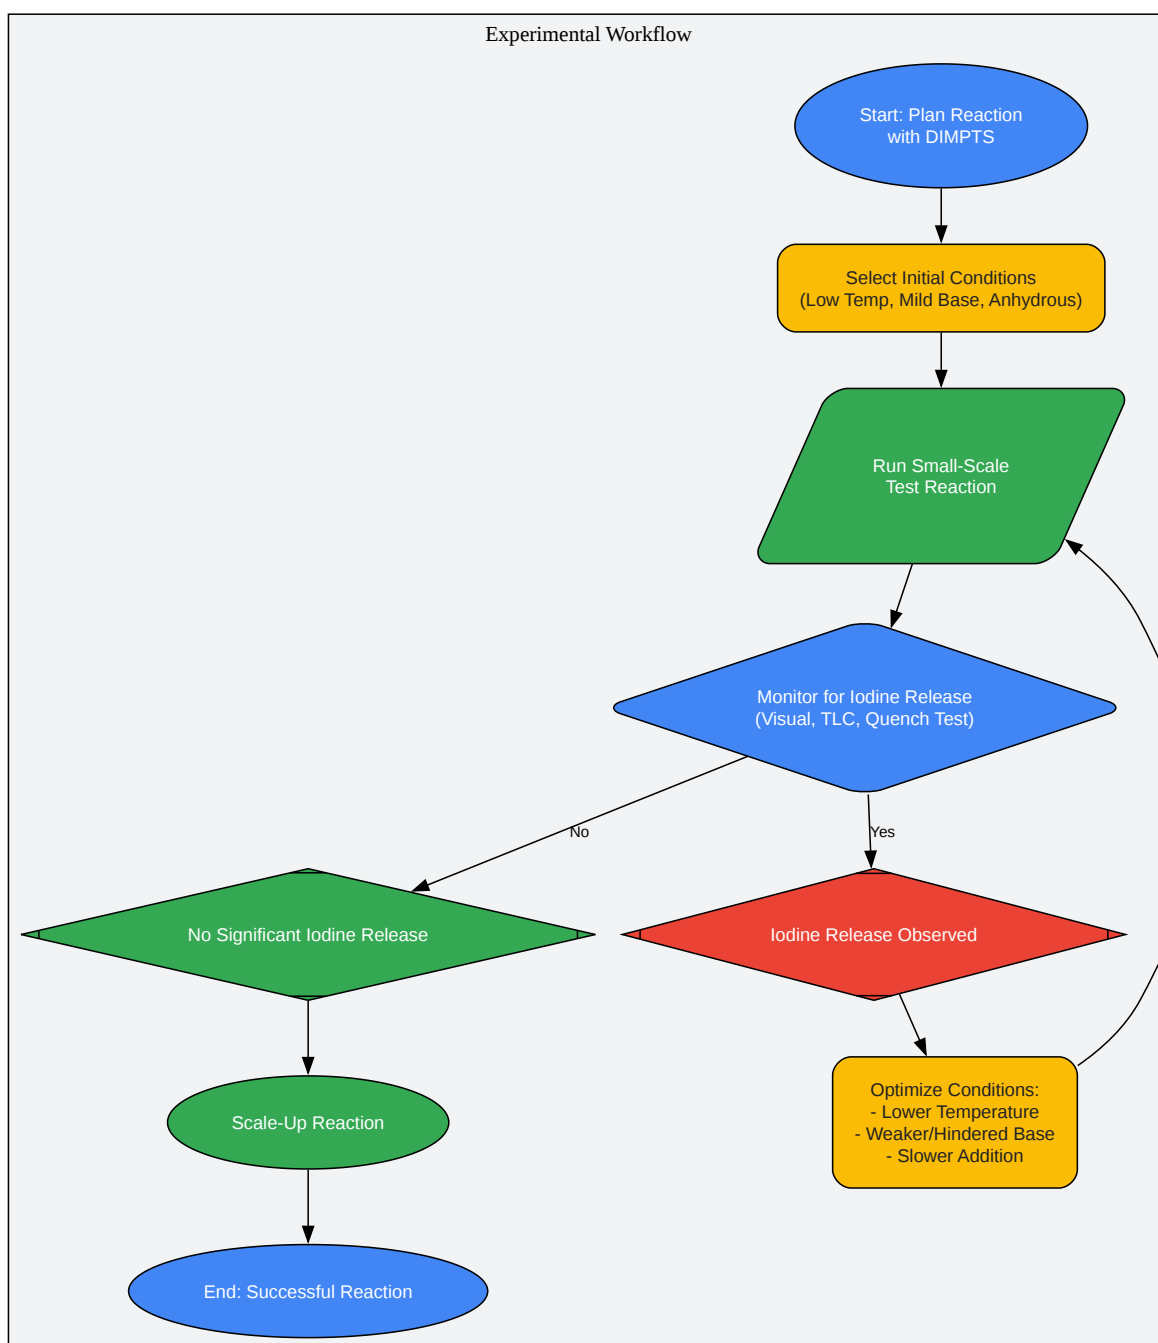 Experimental Workflow
Start: Plan Reaction
with DIMPTS
Select Initial Conditions
(Low Temp, Mild Base, Anhydrous)
Run Small-Scale
Test Reaction
Monitor for Iodine Release
(Visual, TLC, Quench Test)
No
Yes
No Significant Iodine Release
Iodine Release Observed
Optimize Conditions:
- Lower Temperature
- Weaker/Hindered Base
- Slower Addition
Scale-Up Reaction
End: Successful Reaction